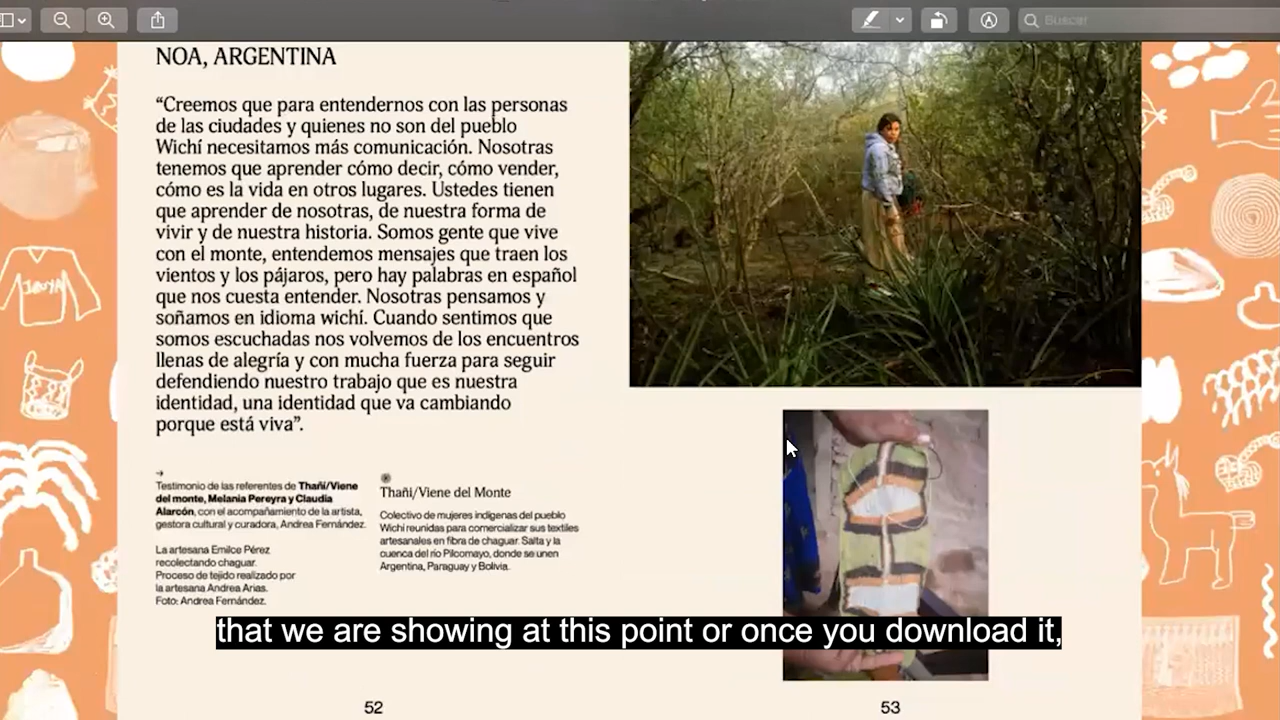 Buscar
NOA, ARGENTINA
“Creemos que para entendernos con las personas
de las ciudades y quienes no son del pueblo
Wichí necesitamos más comunicación. Nosotras
tenemos que aprender cómo decir, cómo vender,
cómo es la vida en otros lugares. Ustedes tienen
que aprender de nosotras, de nuestra forma de
vivir y de nuestra historia. Somos gente que vive
con el monte, entendemos mensajes que traen los
vientos y los pájaros, pero hay palabras en español
que nos cuesta entender. Nosotras pensamos y
soñamos en idioma wichí. Cuando sentimos que
somos escuchadas nos volvemos de los encuentros
llenas de alegría y con mucha fuerza para seguir
defendiendo nuestro trabajo que es nuestra
identidad, una identidad que va cambiando
porque está viva”.
Testimonio de las referentes de Thañí/Viene
del monte, Melania Pereyra y Claudia
Alarcón, con el acompañamiento de la artista,
gestora cultural y curadora, Andrea Fernández.
La artesana Emilce Pérez
recolectando chaguar.
Proceso de tejido realizado por
la artesana Andrea Arias.
Foto: Andrea Fernández.
Thañí/Viene del Monte
Colectivo de mujeres indígenas del pueblo
Wichí reunidas para comercializar sus textiles
artesanales en fibra de chaguar. Salta y la
cuenca del río Pilcomayo, donde se unen
Argentina, Paraguay y Bolivia.
that we are showing at this point or once you download it,
52
53